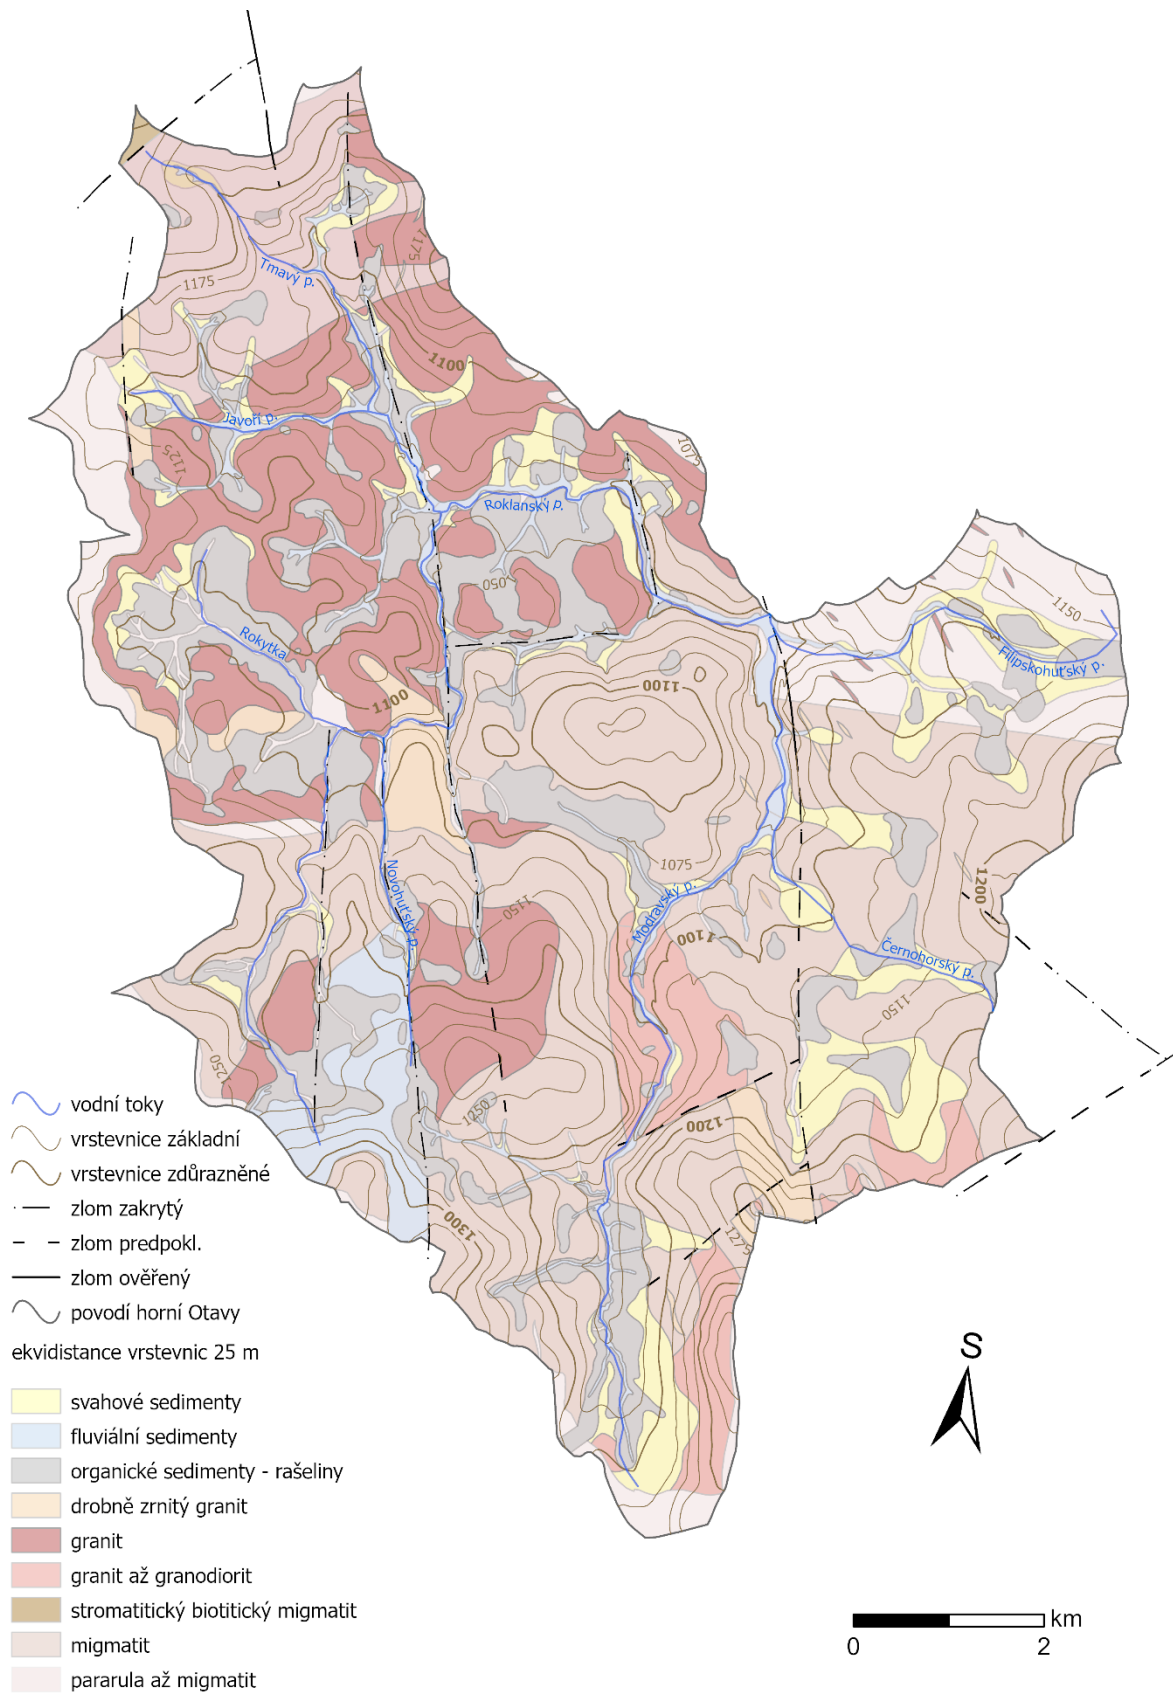 1175
Tmavý p.
1175
1100
Javoří p.
1125
1075
Roklanský p.
1050
1150
Rokytka
Filipskohuťský p.
1100
1100
1075
Novohuťský p.
1150
1200
Modravský p.
1100
Černohorský p.
1150
1250
1250
1200
1300
1275
vodní toky
vrstevnice základní
vrstevnice zdůrazněné
zlom zakrytý
zlom predpokl.
zlom ověřený
povodí horní Otavy
ekvidistance vrstevnic 25 m
S
svahové sedimenty
fluviální sedimenty
organické sedimenty - rašeliny
drobně zrnitý granit
granit
granit až granodiorit
stromatitický biotitický migmatit
migmatit
pararula až migmatit
km
0 2